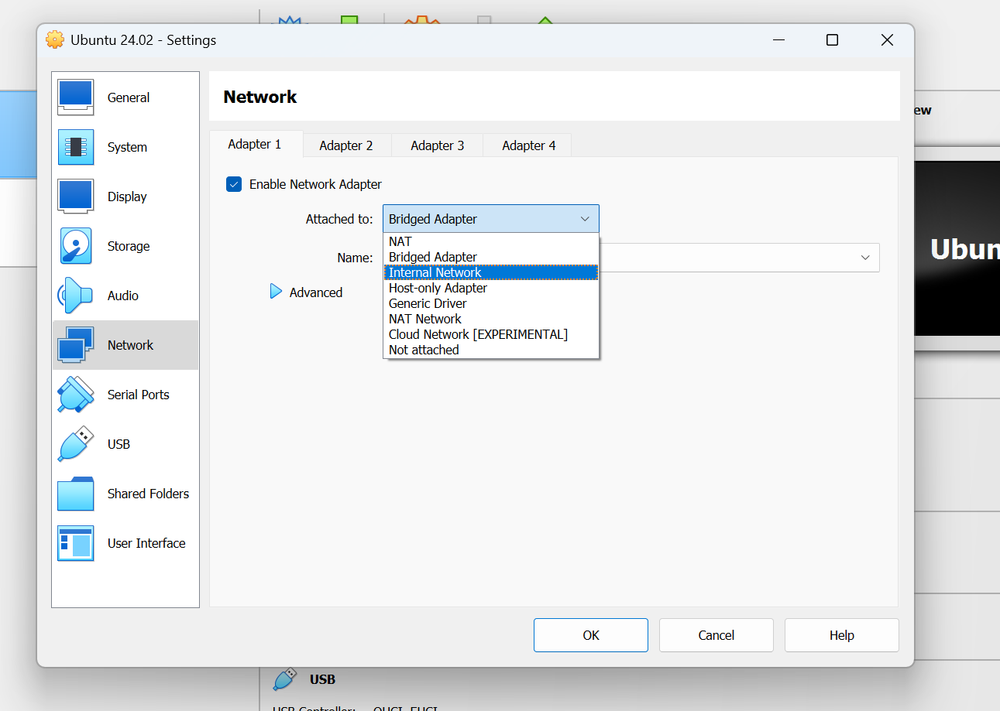 Ubuntu 24.02 - Settings
General
System
Display
Storage
Audio
Network
Serial Ports
USB
Shared Folders
User Interface
Network
Adapter 1
Adapter 2
Adapter 3
Adapter 4
Enable Network Adapter
Attached to:
Bridged Adapter
NAT
Bridged Adapter
Internal Network
Host-only Adapter
Generic Driver
NAT Network
Cloud Network [EXPERIMENTAL]
Not attached
Name:
Advanced
OK
Cancel
Help
ew
Ubun
USB
USB Controller: